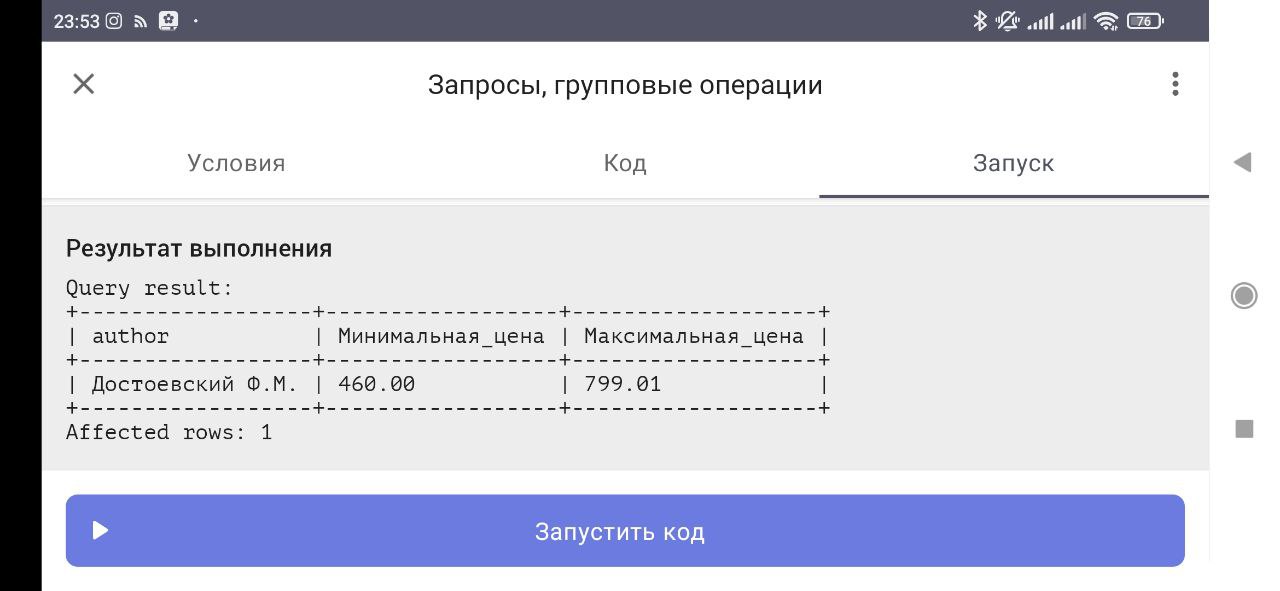 23:53
76
Запросы, групповые операции
Условия Код Запуск
Результат выполнения
Query result:
+------------------+------------------+-------------------+
| author           | Минимальная_цена | Максимальная_цена |
+------------------+------------------+-------------------+
| Достоевский Ф.М. | 460.00           | 799.01            |
+------------------+------------------+-------------------+
Affected rows: 1
Запустить код